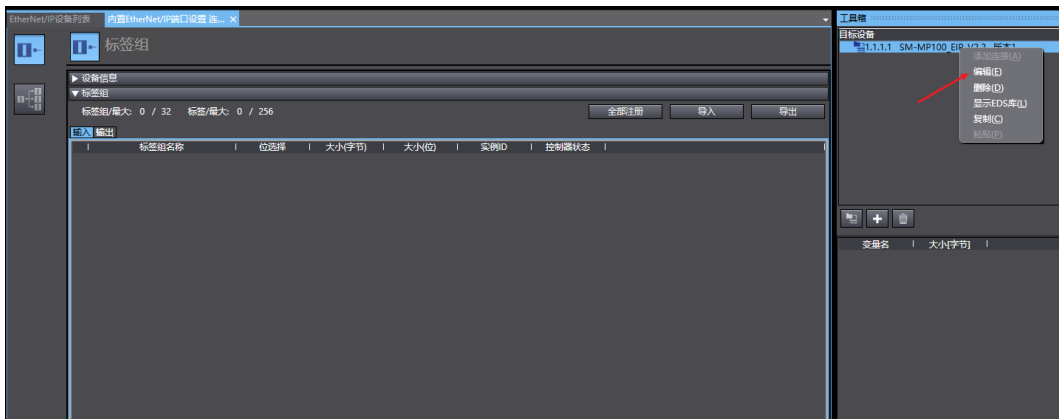 EtherNet/IP设备列表 内置EtherNet/IP端口设置 连... ×
工具箱
标签组
目标设备
1.1.1.1 SM-MP100_EIP_V2.2 版本1
添加连接(A)
编辑(E)
删除(D)
显示EDS库(L)
复制(C)
粘贴(P)
▶ 设备信息
▼ 标签组
标签组/最大: 0 / 32 标签/最大: 0 / 256 全部注册 导入 导出
输入 输出
标签组名称 | 位选择 | 大小(字节) | 大小(位) | 实例ID | 控制器状态
变量名 | 大小[字节]